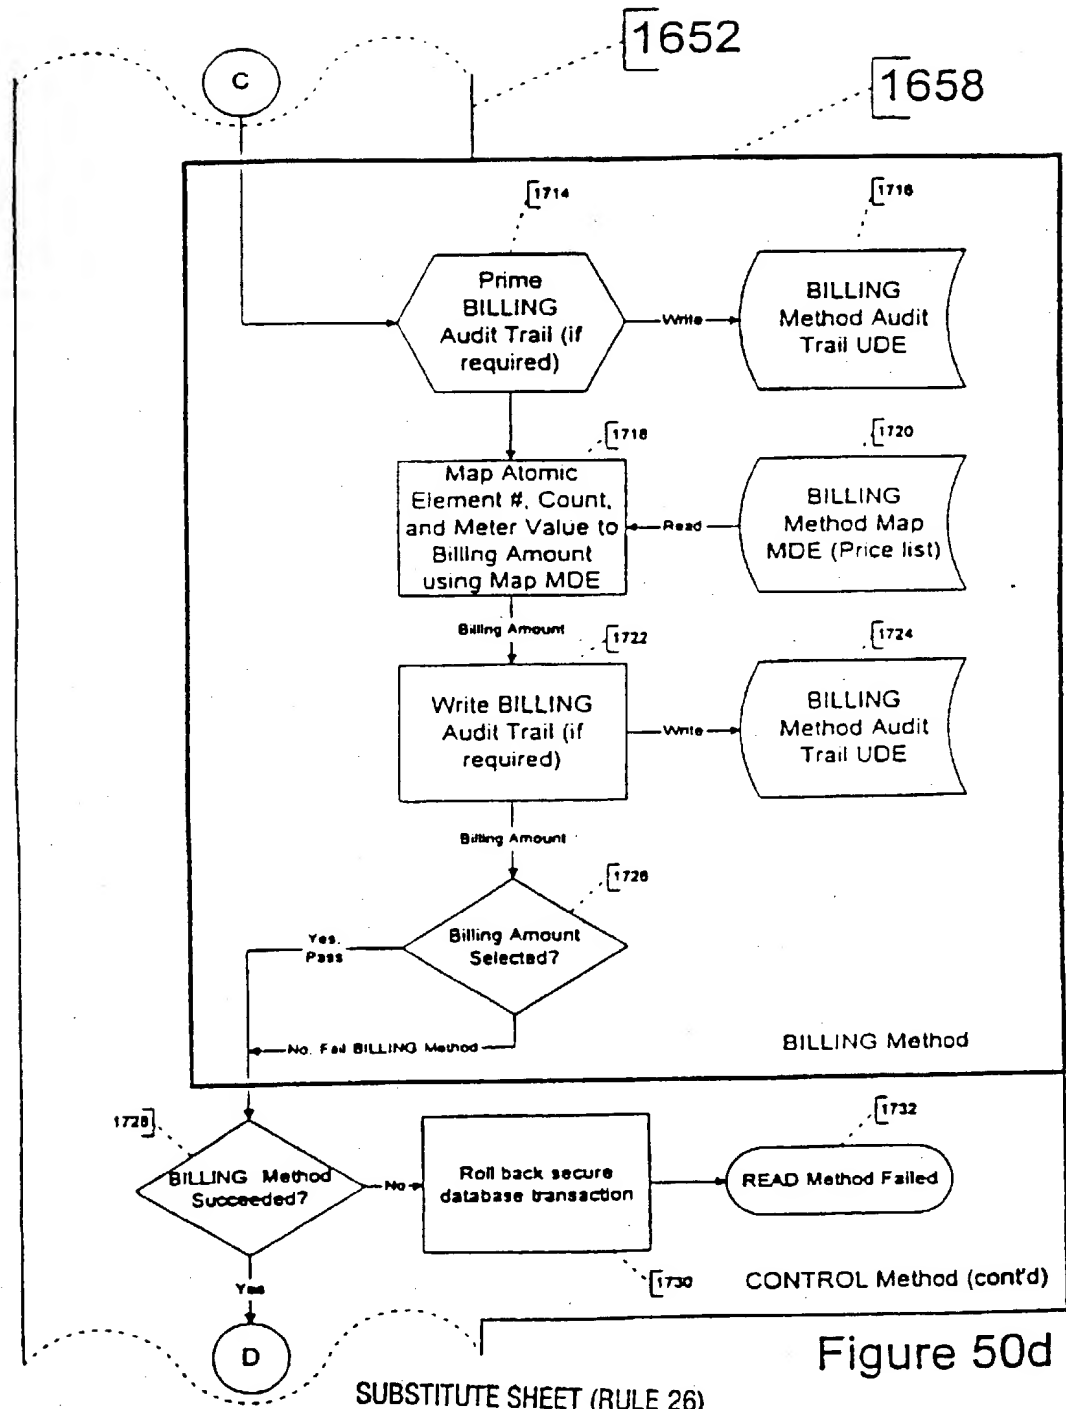 1652
C
1658
1714
1716
Prime
BILLING
Audit Trail (if
required)
Write
BILLING
Method Audit
Trail UDE
1718
1720
Map Atomic
Element #, Count,
and Meter Value to
Billing Amount
using Map MDE
Read
BILLING
Method Map
MDE (Price list)
Billing Amount
1722
1724
Write BILLING
Audit Trail (if
required)
Write
BILLING
Method Audit
Trail UDE
Billing Amount
1726
Billing Amount
Selected?
Yes,
Pass
No, Fail BILLING Method
BILLING Method
1728
1732
BILLING Method
Succeeded?
No
Roll back secure
database transaction
READ Method Failed
1730
CONTROL Method (cont'd)
Yes
D
Figure 50d
SUBSTITUTE SHEET (RULE 26)